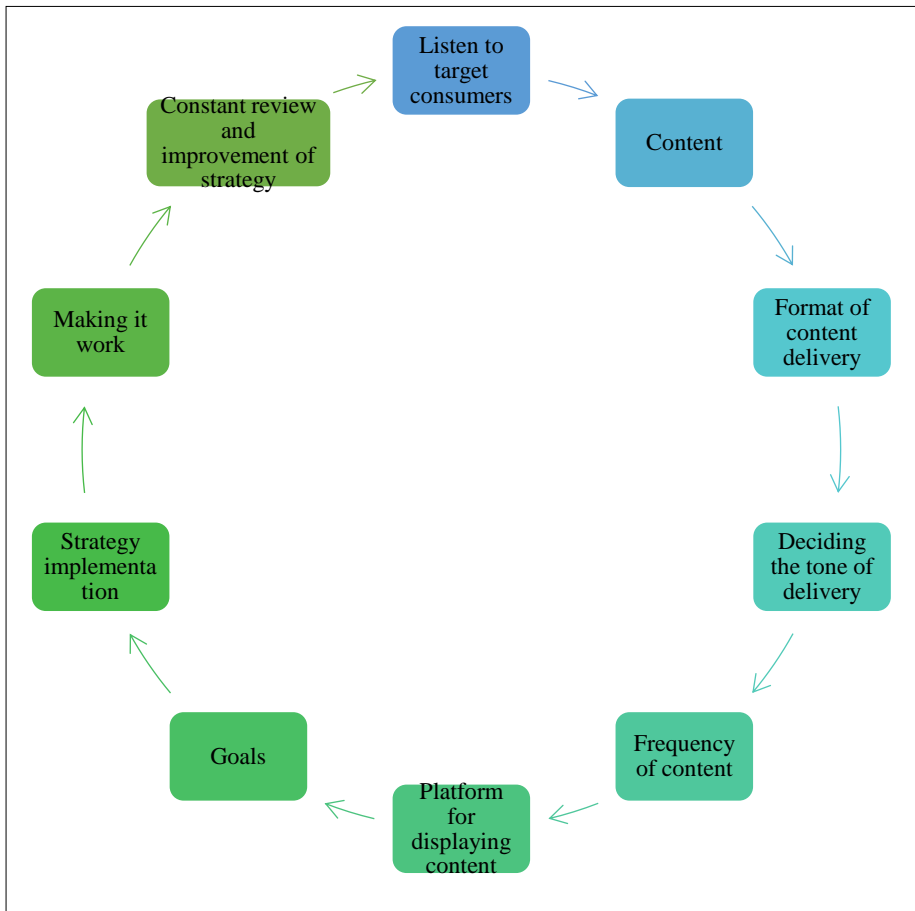 Listen to
target
consumers
Content
Format of
content
delivery
Deciding
the tone of
delivery
Frequency
of content
Platform
for
displaying
content
Goals
Strategy
implementa
tion
Making it
work
Constant review
and
improvement of
strategy